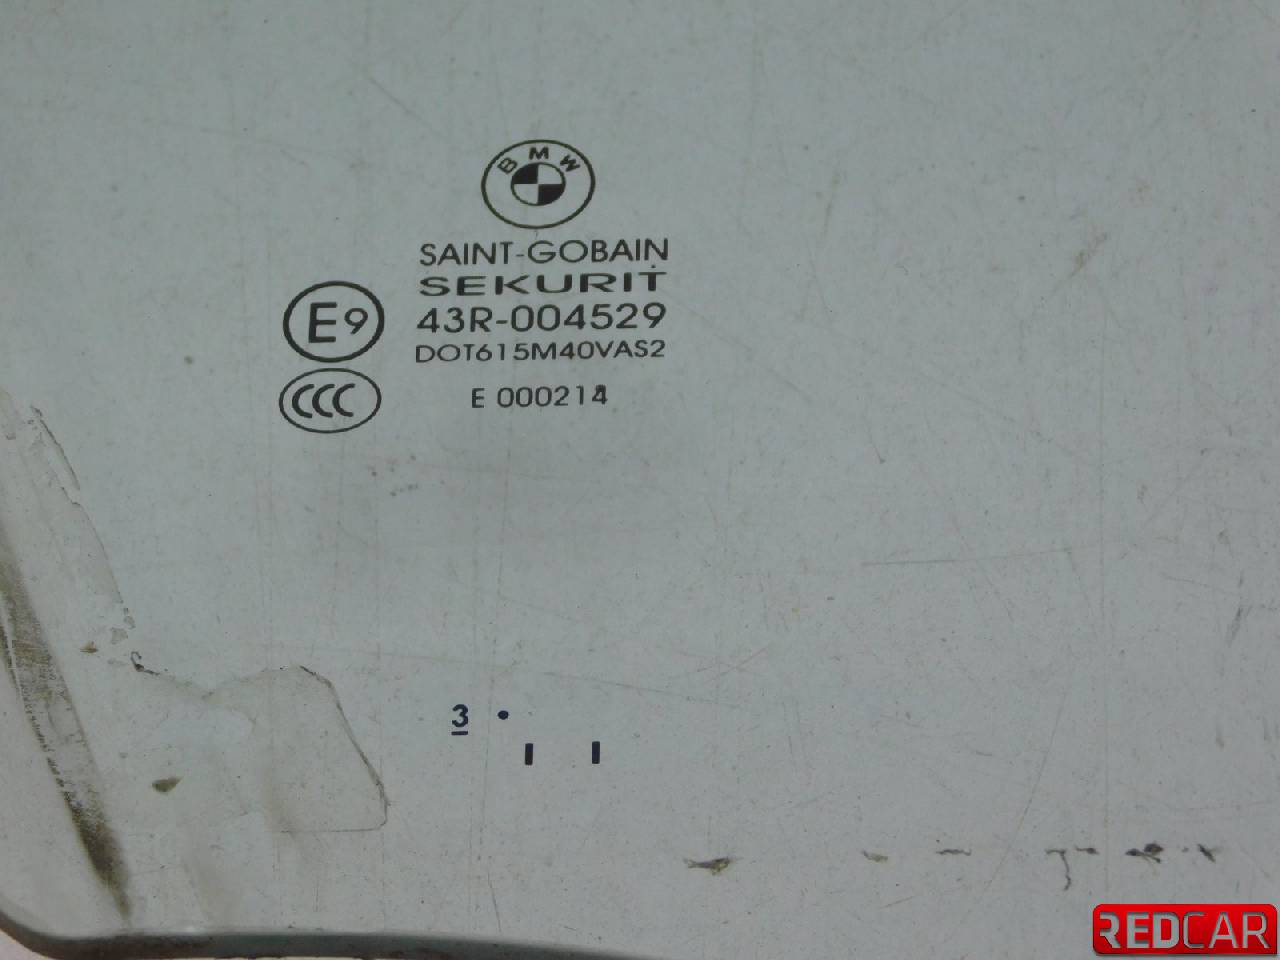 BMW
SAINT-GOBAIN
SEKURIT
E9
43R-004529
DOT615M40VAS2
CCC
E 000214
3
REDCAR